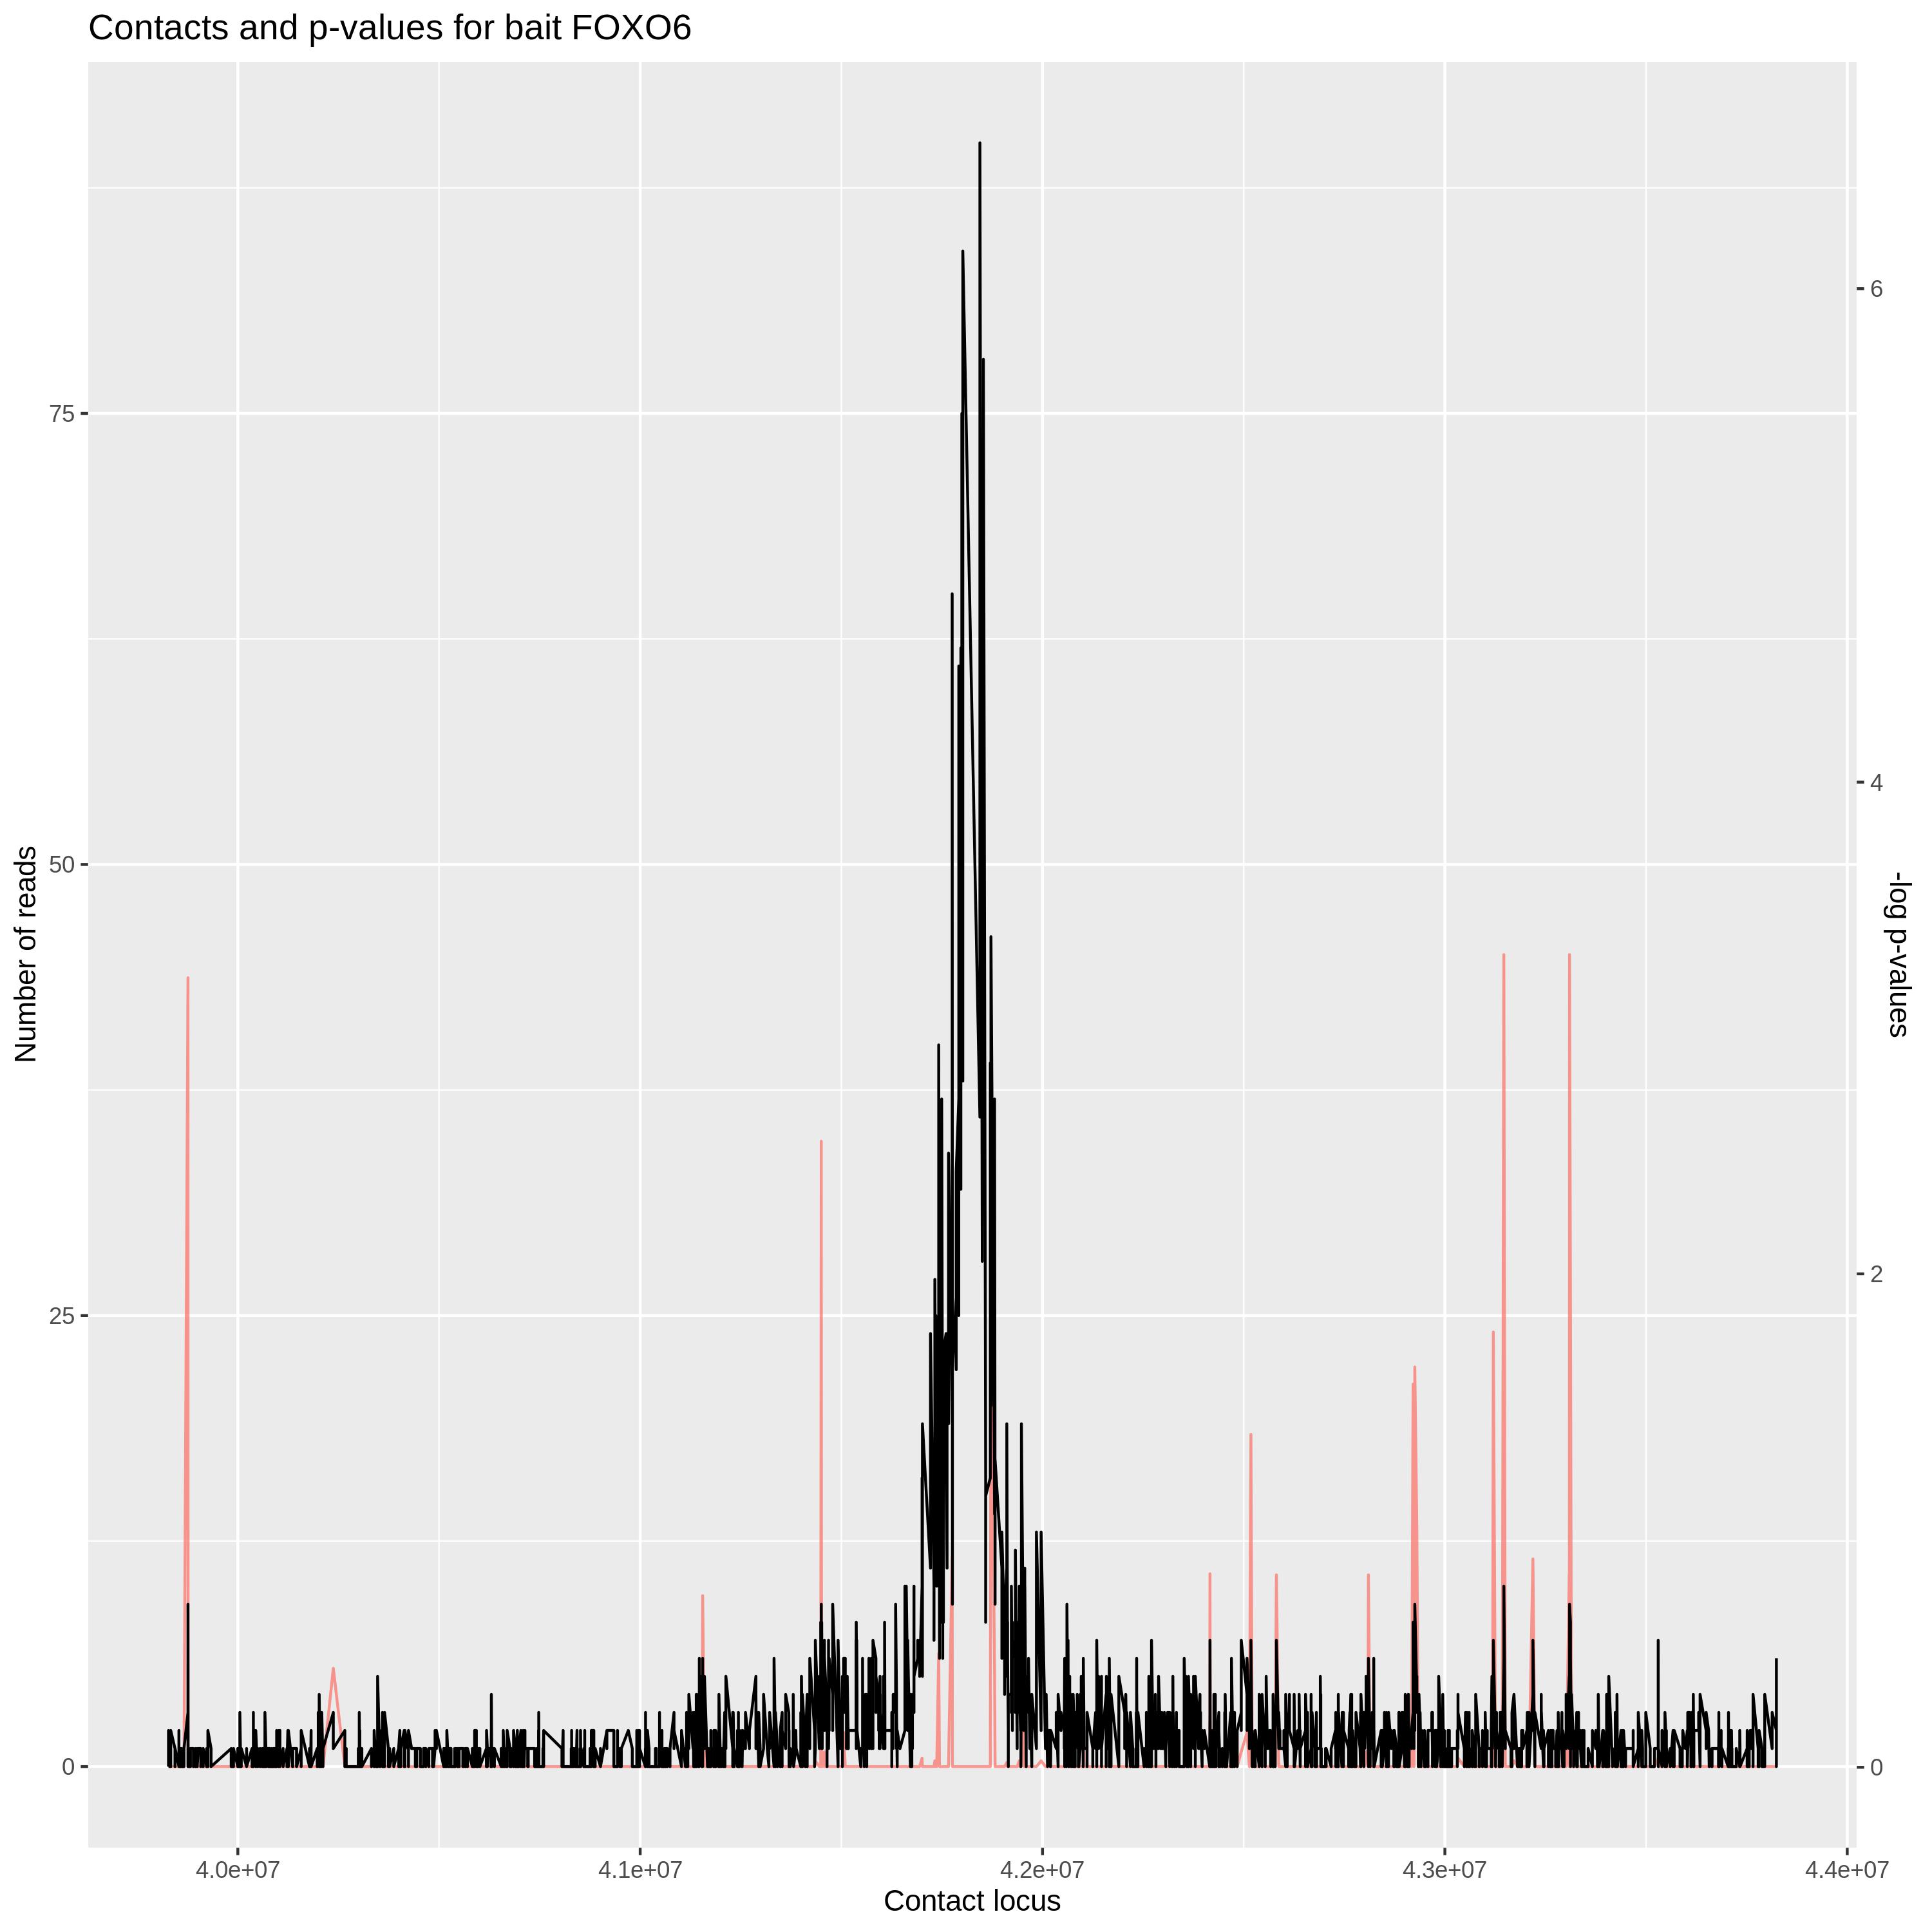 Contacts and p-values for bait FOXO6
Number of reads
75
50
25
0
6
4
2
0
-log p-values
4.0e+07
4.1e+07
4.2e+07
4.3e+07
4.4e+07
Contact locus